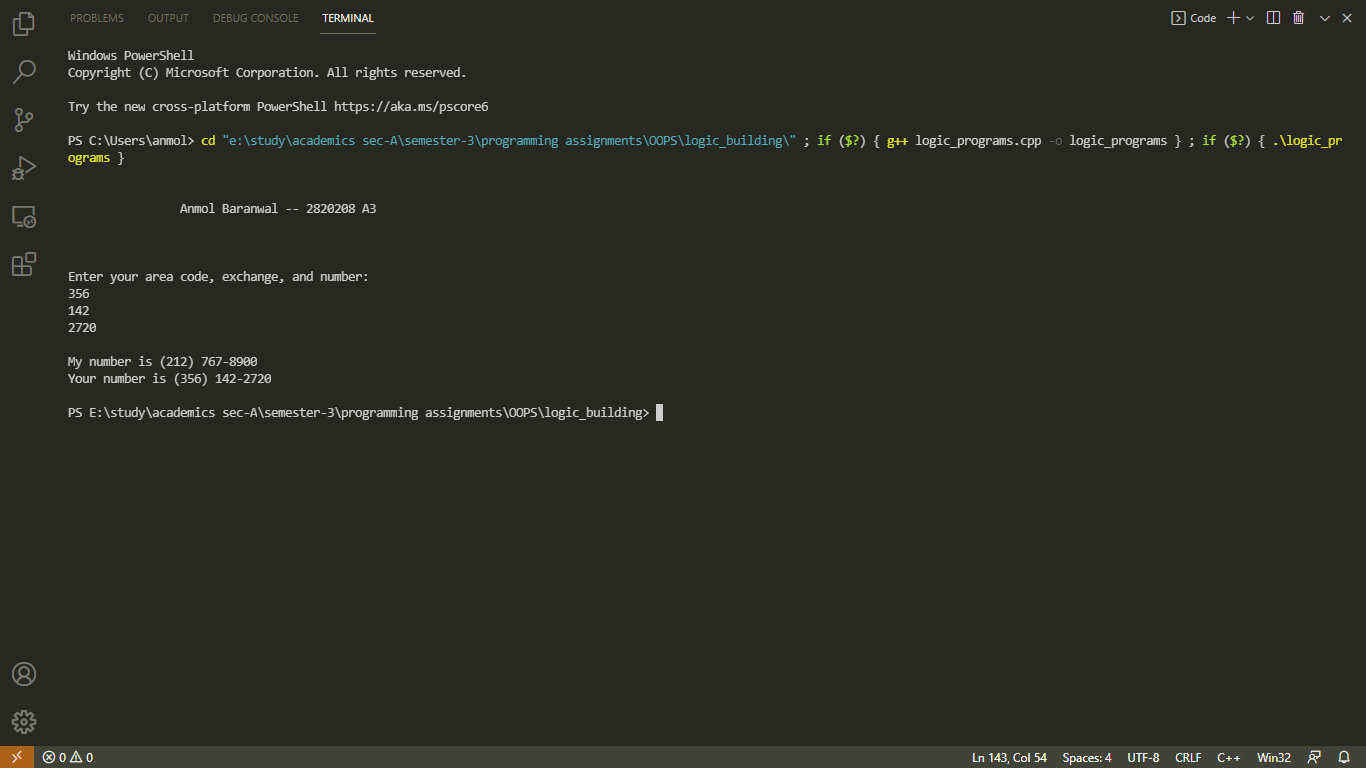 PROBLEMS OUTPUT DEBUG CONSOLE TERMINAL Code
Windows PowerShell
Copyright (C) Microsoft Corporation. All rights reserved.
Try the new cross-platform PowerShell https://aka.ms/pscore6
PS C:\Users\anmol> cd "e:\study\academics sec-A\semester-3\programming assignments\OOPS\logic_building\" ; if ($?) { g++ logic_programs.cpp -o logic_programs } ; if ($?) { .\logic_pr
ograms }
Anmol Baranwal -- 2820208 A3
Enter your area code, exchange, and number:
356
142
2720
My number is (212) 767-8900
Your number is (356) 142-2720
PS E:\study\academics sec-A\semester-3\programming assignments\OOPS\logic_building>
0 0 Ln 143, Col 54 Spaces: 4 UTF-8 CRLF C++ Win32